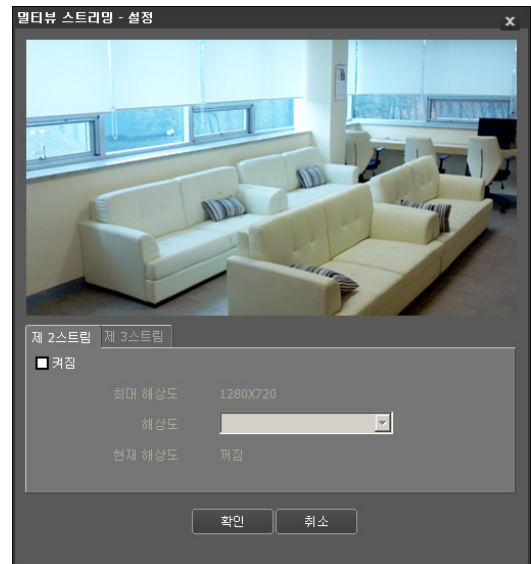 멀티뷰 스트리밍 - 설정 x
제 2스트림 제 3스트림
켜짐
최대 해상도 1280X720
해상도
현재 해상도 꺼짐
확인 취소